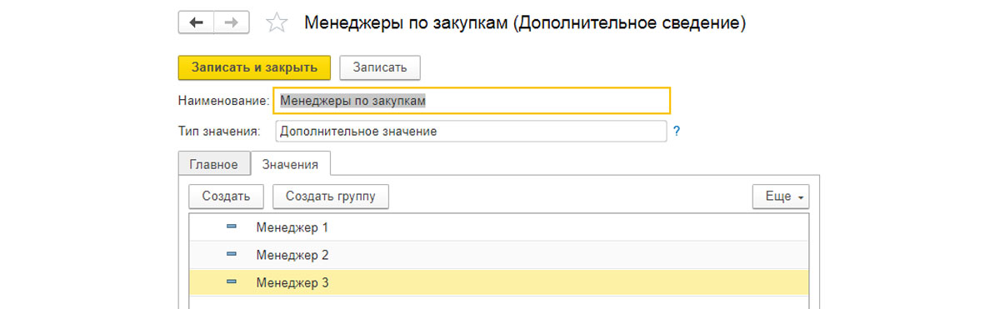 Менеджеры по закупкам (Дополнительное сведение)
Записать и закрыть Записать
Наименование: Менеджеры по закупкам
Тип значения: Дополнительное значение ?
Главное Значения
Создать Создать группу Еще
Менеджер 1
Менеджер 2
Менеджер 3